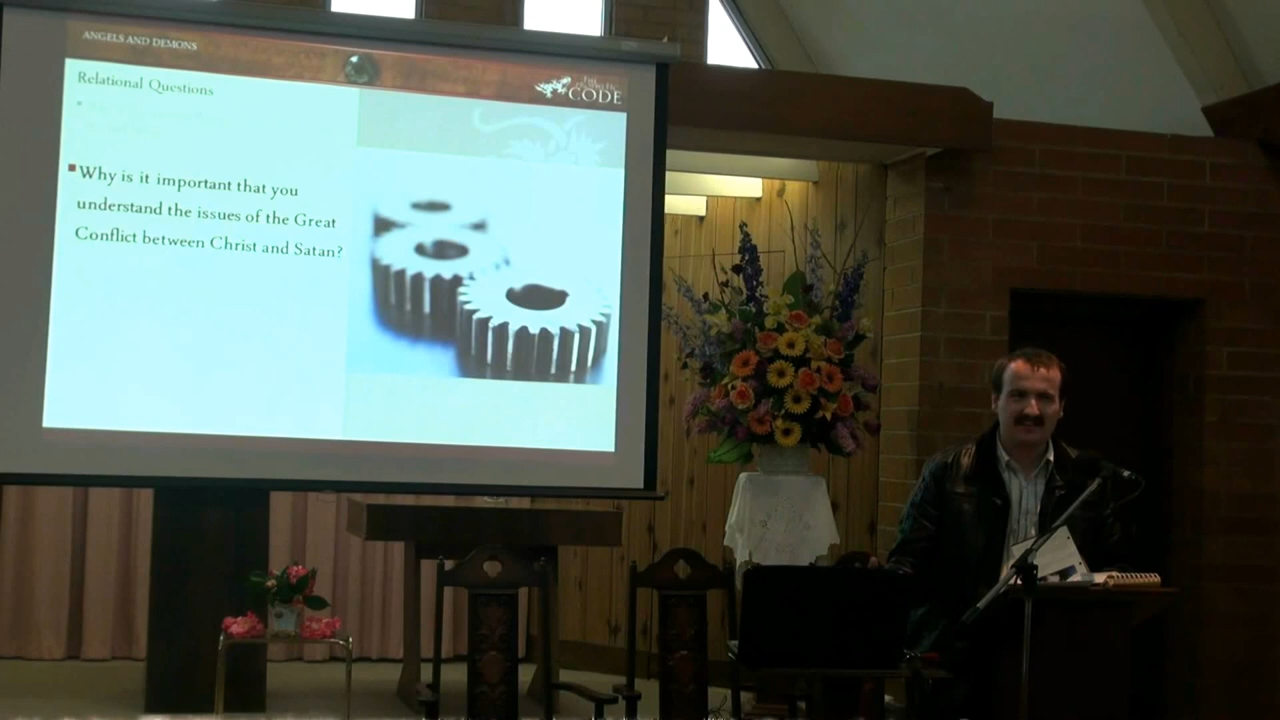 ANGELS AND DEMONS
THE
CODE
Relational Questions
Why is it important that you
understand the issues of the Great
Conflict between Christ and Satan?